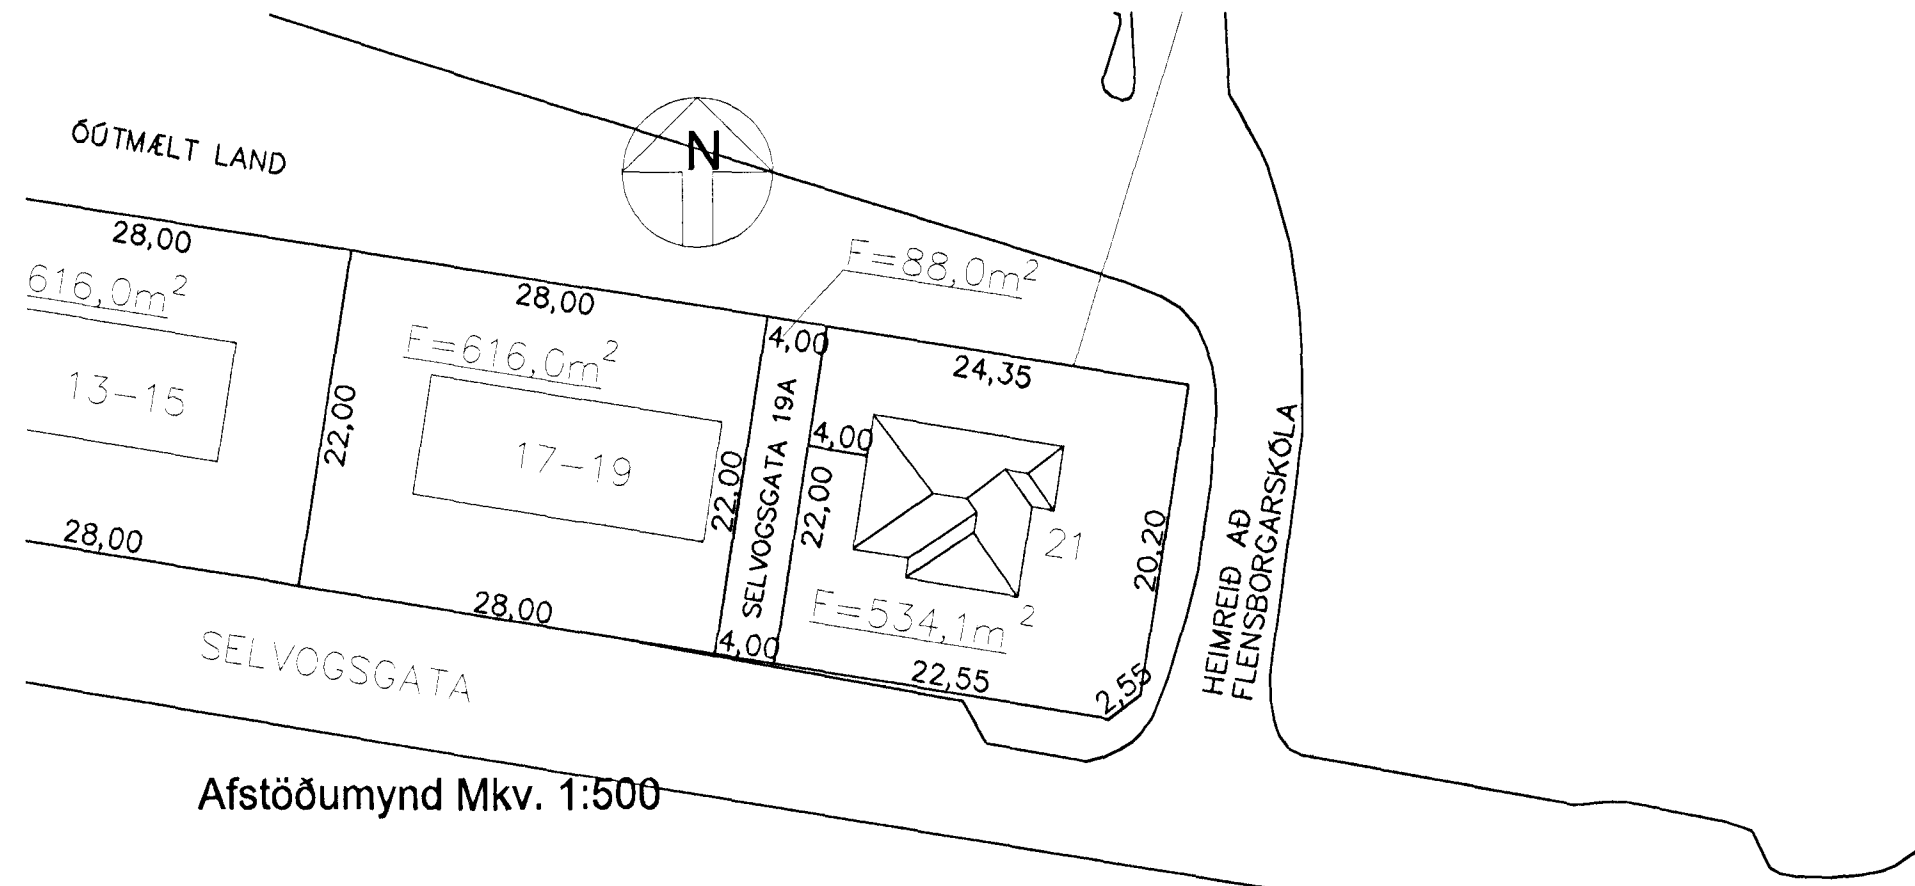 N
ÓÚTMÆLT LAND
28,00
616,0m²
13-15
28,00
22,00
28,00
F=616,0m²
17-19
22,00
28,00
F=88,0m²
4,00
SELVOGSGATA 19A
4,00
24,35
4,00
22,00
21
20,20
F=534,1m²
22,55
2,55
HEIMREIÐ AÐ
FLENSBORGARSKÓLA
SELVOGSGATA
Afstöðumynd Mkv. 1:500